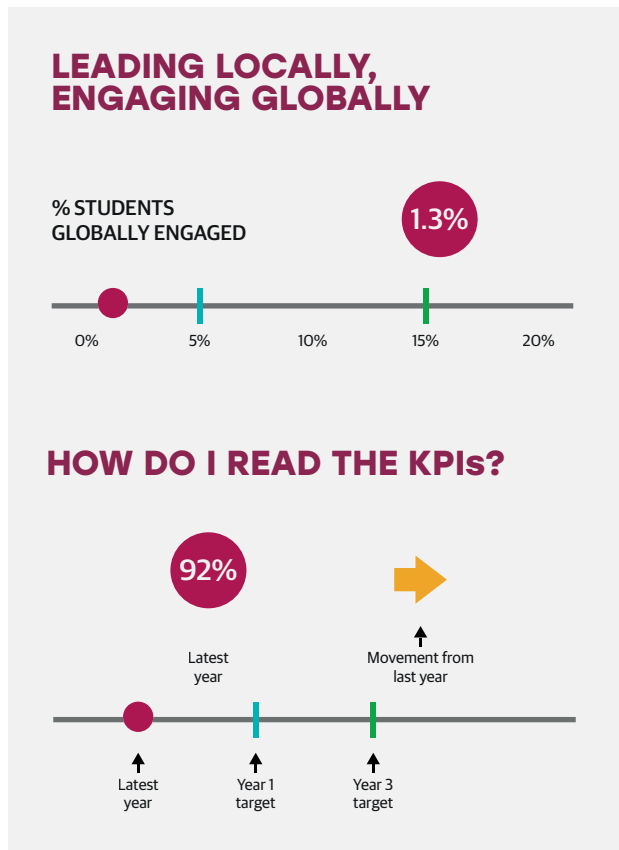 LEADING LOCALLY,
ENGAGING GLOBALLY
% STUDENTS
GLOBALLY ENGAGED
1.3%
0% 5% 10% 15% 20%
HOW DO I READ THE KPIs?
92%
Latest
year
Movement from
last year
Latest
year
Year 1
target
Year 3
target